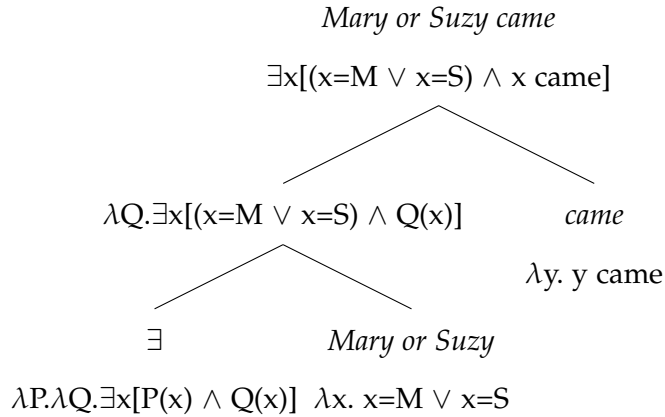 Mary or Suzy came
∃x[(x=M ∨ x=S) ∧ x came]
λQ.∃x[(x=M ∨ x=S) ∧ Q(x)] came
λy. y came
∃ Mary or Suzy
λP.λQ.∃x[P(x) ∧ Q(x)] λx. x=M ∨ x=S